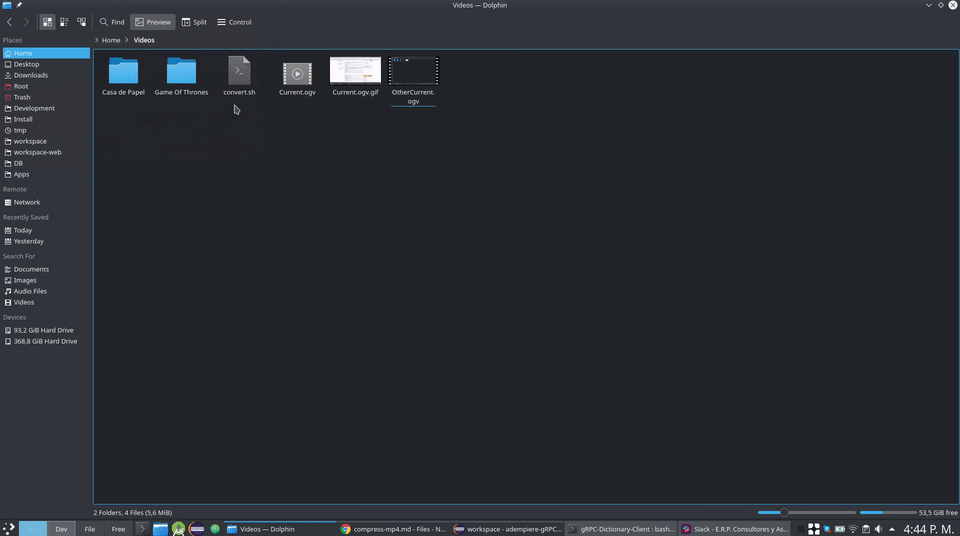 Videos — Dolphin
Find
Preview
Split
Control
Places
Home
Desktop
Downloads
Root
Trash
Development
Install
tmp
workspace
workspace-web
DB
Apps
Remote
Network
Recently Saved
Today
Yesterday
Search For
Documents
Images
Audio Files
Videos
Devices
93,2 GiB Hard Drive
368,8 GiB Hard Drive
Home
Videos
Casa de Papel
Game Of Thrones
convert.sh
Current.ogv
Current.ogv.gif
OtherCurrent.
ogv
2 Folders, 4 Files (5,6 MiB)
53,5 GiB free
Dev
File
Free
Videos — Dolphin
compress-mp4.md - Files - N...
workspace - adempiere-gRPC...
gRPC-Dictionary-Client : bash...
Slack - E.R.P. Consultores y As...
4:44 P. M.